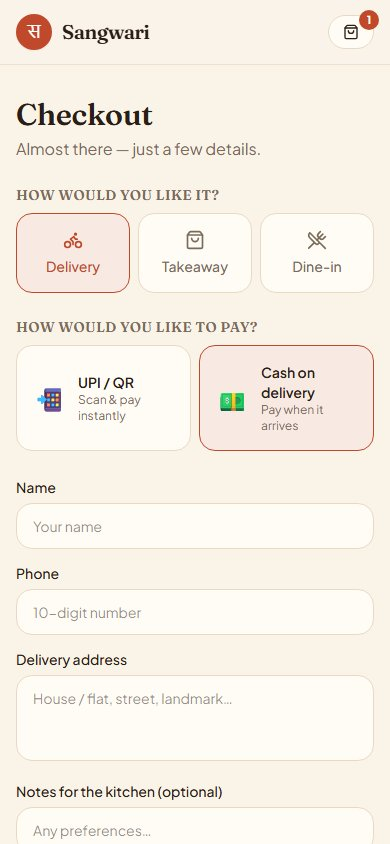 स Sangwari 1
Checkout
Almost there — just a few details.
HOW WOULD YOU LIKE IT?
Delivery Takeaway Dine-in
HOW WOULD YOU LIKE TO PAY?
UPI / QR
Scan & pay
instantly
Cash on
delivery
Pay when it
arrives
Name
Your name
Phone
10-digit number
Delivery address
House / flat, street, landmark...
Notes for the kitchen (optional)
Any preferences...